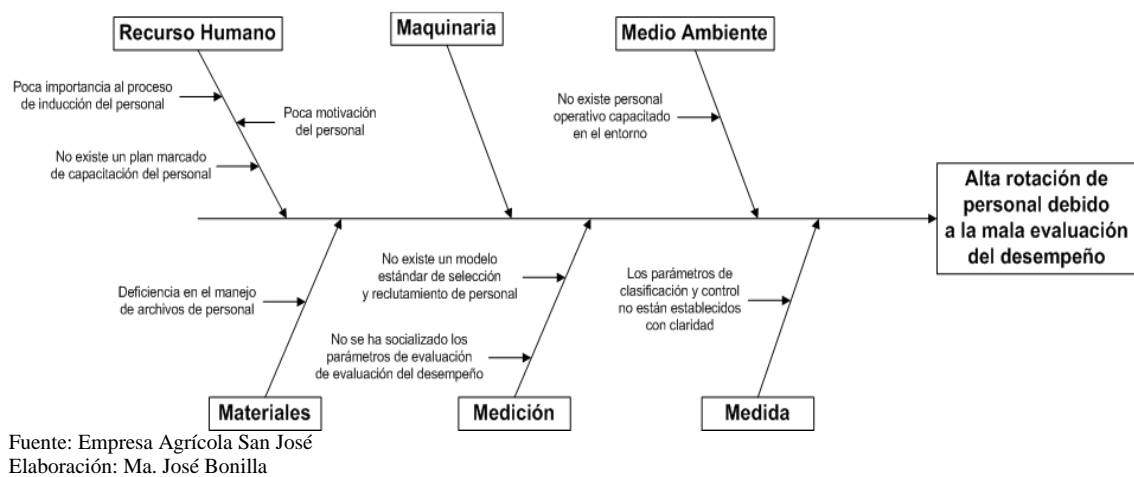 Recurso Humano
Maquinaria
Medio Ambiente
Poca importancia al proceso
de inducción del personal
Poca motivación
del personal
No existe un plan marcado
de capacitación del personal
No existe personal
operativo capacitado
en el entorno
Alta rotación de
personal debido
a la mala evaluación
del desempeño
Deficiencia en el manejo
de archivos de personal
No existe un modelo
estándar de selección
y reclutamiento de personal
No se ha socializado los
parámetros de evaluación
de evaluación del desempeño
Los parámetros de
clasificación y control
no están establecidos
con claridad
Materiales
Medición
Medida
Fuente: Empresa Agrícola San José
Elaboración: Ma. José Bonilla